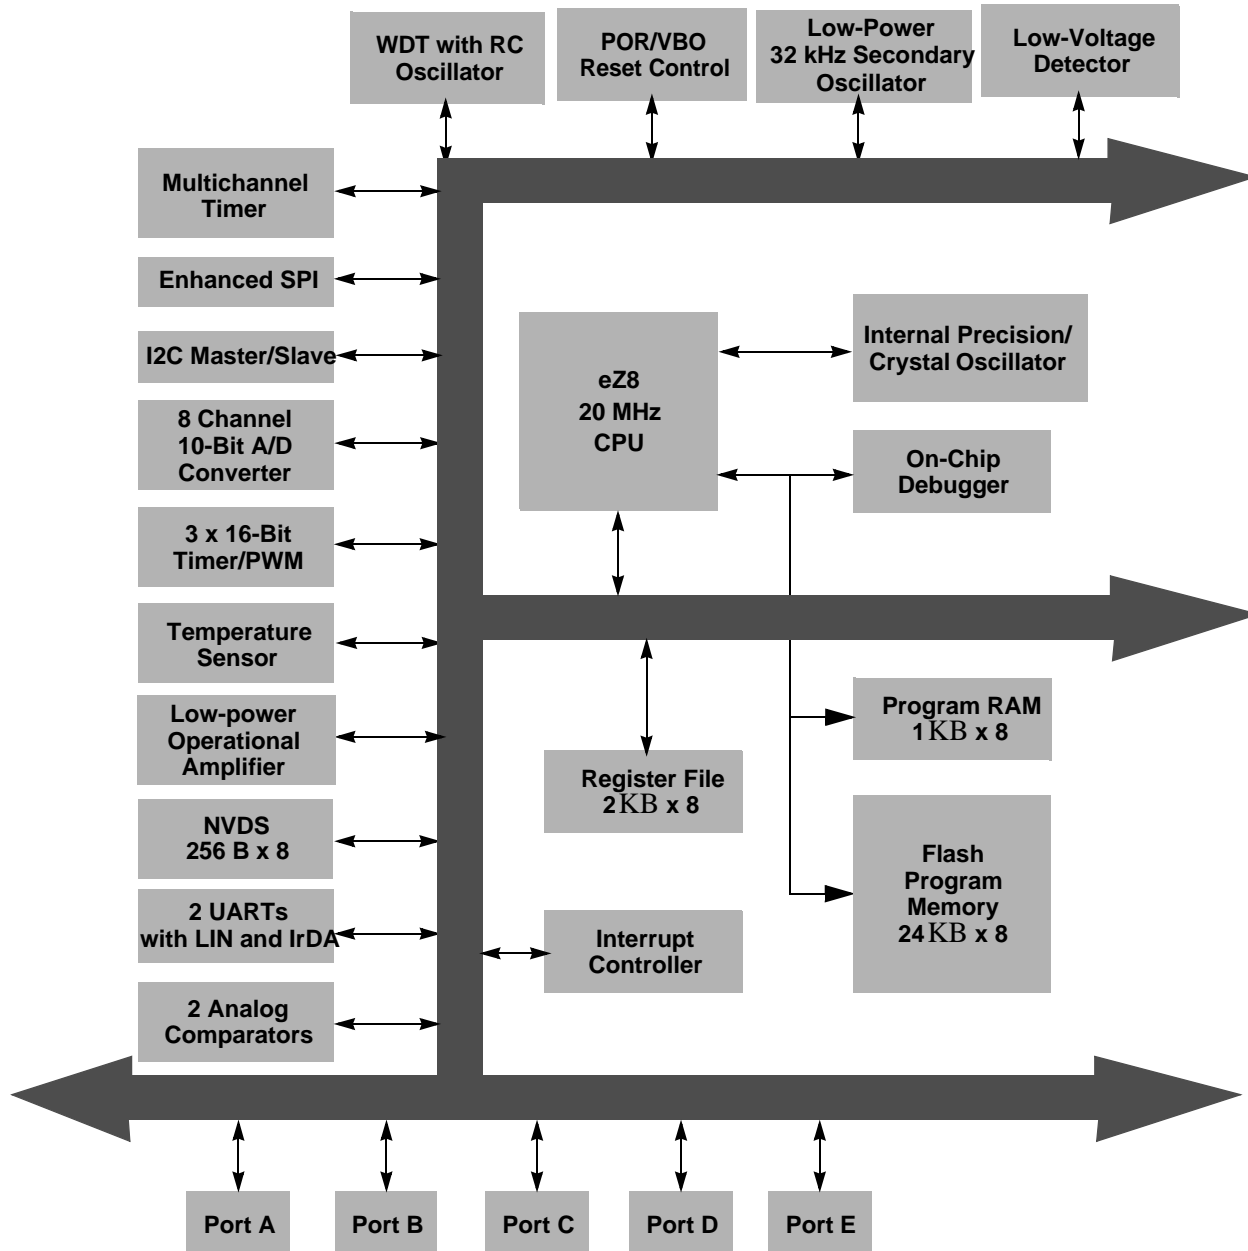 WDT with RC
Oscillator
POR/VBO
Reset Control
Low-Power
32 kHz Secondary
Oscillator
Low-Voltage
Detector
Multichannel
Timer
Enhanced SPI
I2C Master/Slave
8 Channel
10-Bit A/D
Converter
3 x 16-Bit
Timer/PWM
Temperature
Sensor
Low-power
Operational
Amplifier
NVDS
256 B x 8
2 UARTs
with LIN and IrDA
2 Analog
Comparators
eZ8
20 MHz
CPU
Internal Precision/
Crystal Oscillator
On-Chip
Debugger
Register File
2KB x 8
Program RAM
1KB x 8
Flash
Program
Memory
24KB x 8
Interrupt
Controller
Port A
Port B
Port C
Port D
Port E